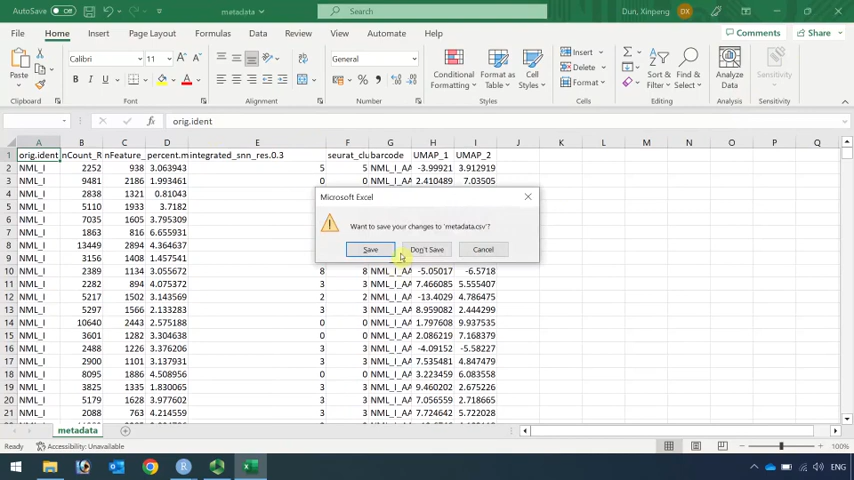 AutoSave Off metadata Search Dun, Xinpeng DX
File Home Insert Page Layout Formulas Data Review View Automate Help Comments Share
Calibri 11 General Insert
Paste B I U Conditional Formatting Format as Table Cell Styles Delete Format Sort & Filter Find & Select Analyze Data Sensitivity
Clipboard Font Alignment Number Styles Cells Editing Analysis Sensitivity
orig.ident
A B C D E F G H I J K L M N O P Q
1 orig.ident nCount_R nFeature_ percent.m integrated_snn_res.0.3 seurat_clu barcode UMAP_1 UMAP_2
2 NML_I 2252 938 3.063943 5 5 NML_I_AA -3.99921 3.912919
3 NML_I 9481 2186 1.993461 0 0 NML_I_AA 2.410489 7.03505
4 NML_I 2838 1321 0.81043
5 NML_I 5110 1933 3.7182
6 NML_I 7035 1605 3.795309
7 NML_I 1863 816 6.655931
8 NML_I 13449 2894 4.364637
9 NML_I 3156 1408 1.457541
10 NML_I 2389 1134 3.055672 8 8 NML_I_AA -5.05017 -6.5718
11 NML_I 2282 894 4.075372 3 3 NML_I_AA 7.466085 5.555407
12 NML_I 5217 1502 3.143569 2 2 NML_I_AA -13.4029 4.786475
13 NML_I 5297 1566 2.133283 3 3 NML_I_AA 8.959082 2.444299
14 NML_I 10640 2443 2.575188 0 0 NML_I_AA 1.797608 9.937535
15 NML_I 3601 1282 3.304638 0 0 NML_I_AA 2.086219 7.168379
16 NML_I 2488 1226 3.376206 3 3 NML_I_AA -4.09152 -5.58227
17 NML_I 2900 1101 3.137931 3 3 NML_I_AA 7.535481 4.847479
18 NML_I 8095 1886 4.508956 0 0 NML_I_AA 3.223459 6.083558
19 NML_I 3825 1335 1.830065 3 3 NML_I_AA 9.460202 2.675226
20 NML_I 5179 1628 3.977602 3 3 NML_I_AA 7.056559 2.718665
21 NML_I 2088 763 4.214559 3 3 NML_I_AA 7.724642 5.722028
Microsoft Excel
Want to save your changes to 'metadata.csv'?
Save Don't Save Cancel
metadata
Ready Accessibility: Unavailable 100%
ENG